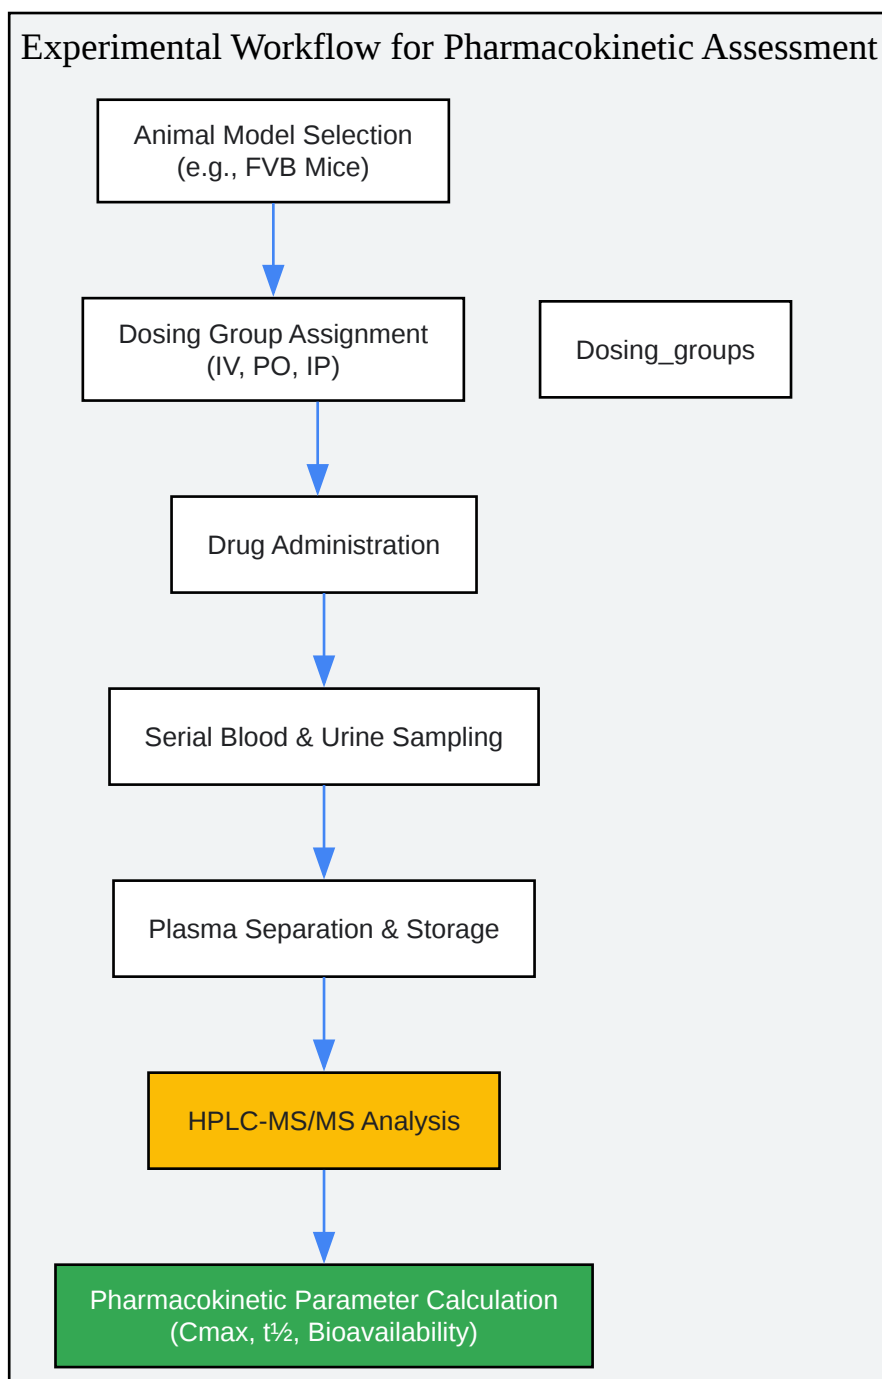 Experimental Workflow for Pharmacokinetic Assessment
Animal Model Selection
(e.g., FVB Mice)
Dosing Group Assignment
(IV, PO, IP)
Dosing_groups
Drug Administration
Serial Blood & Urine Sampling
Plasma Separation & Storage
HPLC-MS/MS Analysis
Pharmacokinetic Parameter Calculation
(Cmax, t½, Bioavailability)